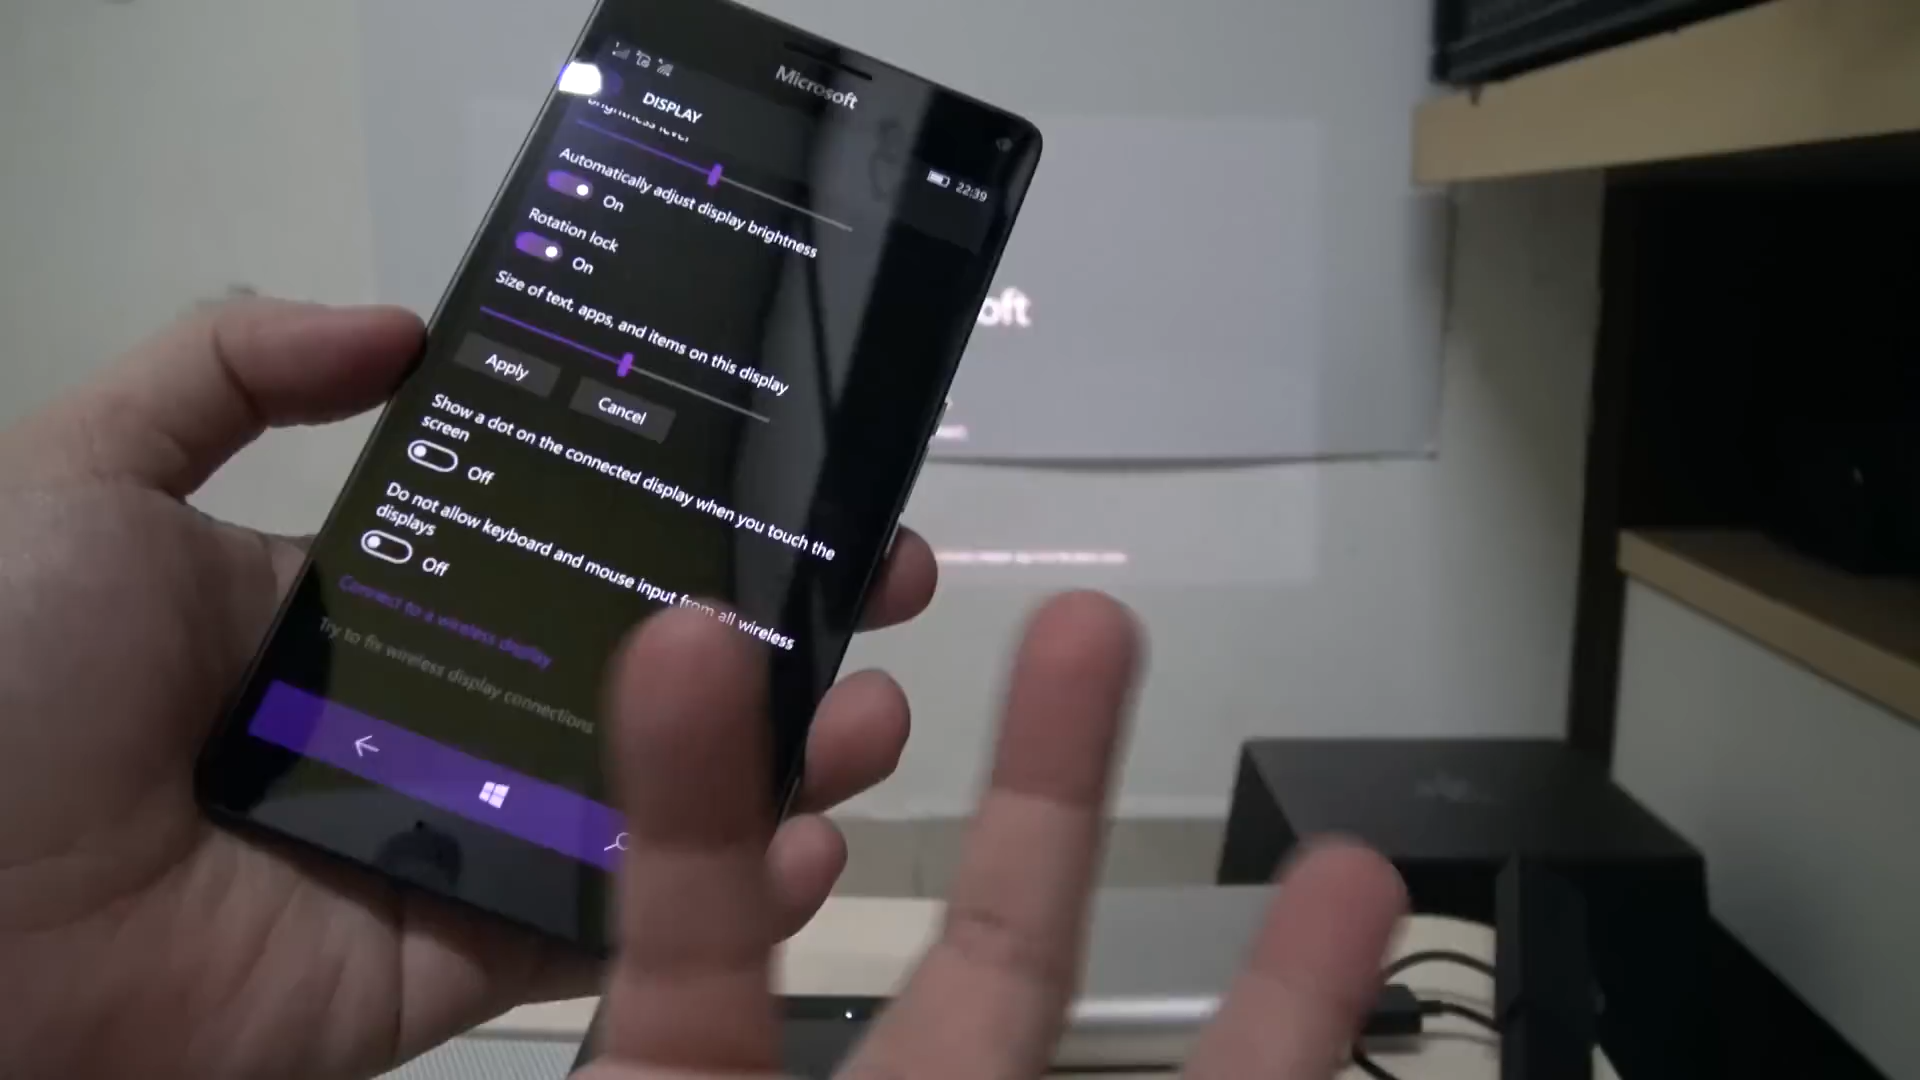 Microsoft
22:39
DISPLAY
Brightness level
Automatically adjust display brightness
On
Rotation lock
On
Size of text, apps, and items on this display
Apply
Cancel
Show a dot on the connected display when you touch the
screen
Off
Do not allow keyboard and mouse input from all wireless
displays
Off
Connect to a wireless display
Try to fix wireless display connections
oft